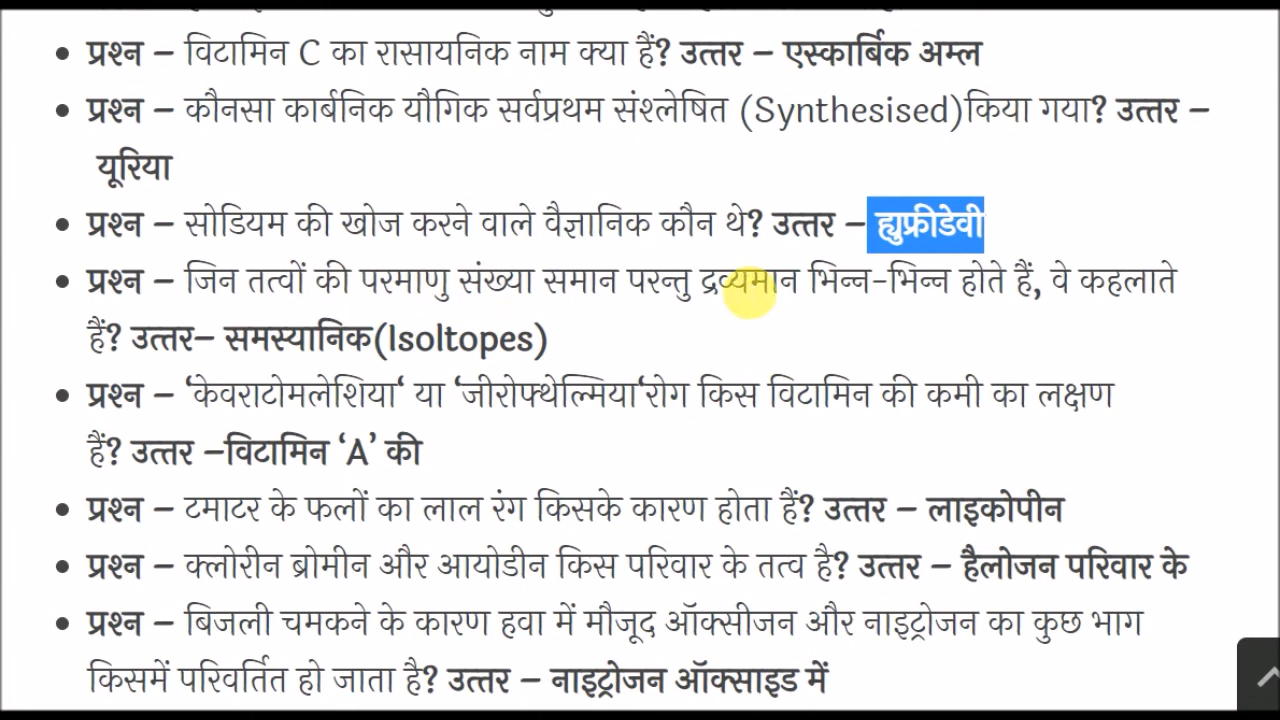 प्रश्न – विटामिन C का रासायनिक नाम क्या हैं? उत्तर – एस्कार्बिक अम्ल
प्रश्न – कौनसा कार्बनिक यौगिक सर्वप्रथम संश्लेषित (Synthesised)किया गया? उत्तर –
यूरिया
प्रश्न – सोडियम की खोज करने वाले वैज्ञानिक कौन थे? उत्तर – ह्युफ्रीडेवी
प्रश्न – जिन तत्वों की परमाणु संख्या समान परन्तु द्रव्यमान भिन्न-भिन्न होते हैं, वे कहलाते
हैं? उत्तर– समस्यानिक(Isoltopes)
प्रश्न – ‘केवराटोमलेशिया‘ या ‘जीरोफ्थेल्मिया‘रोग किस विटामिन की कमी का लक्षण
हैं? उत्तर –विटामिन ‘A’ की
प्रश्न – टमाटर के फलों का लाल रंग किसके कारण होता हैं? उत्तर – लाइकोपीन
प्रश्न – क्लोरीन ब्रोमीन और आयोडीन किस परिवार के तत्व है? उत्तर – हैलोजन परिवार के
प्रश्न – बिजली चमकने के कारण हवा में मौजूद ऑक्सीजन और नाइट्रोजन का कुछ भाग
किसमें परिवर्तित हो जाता है? उत्तर – नाइट्रोजन ऑक्साइड में